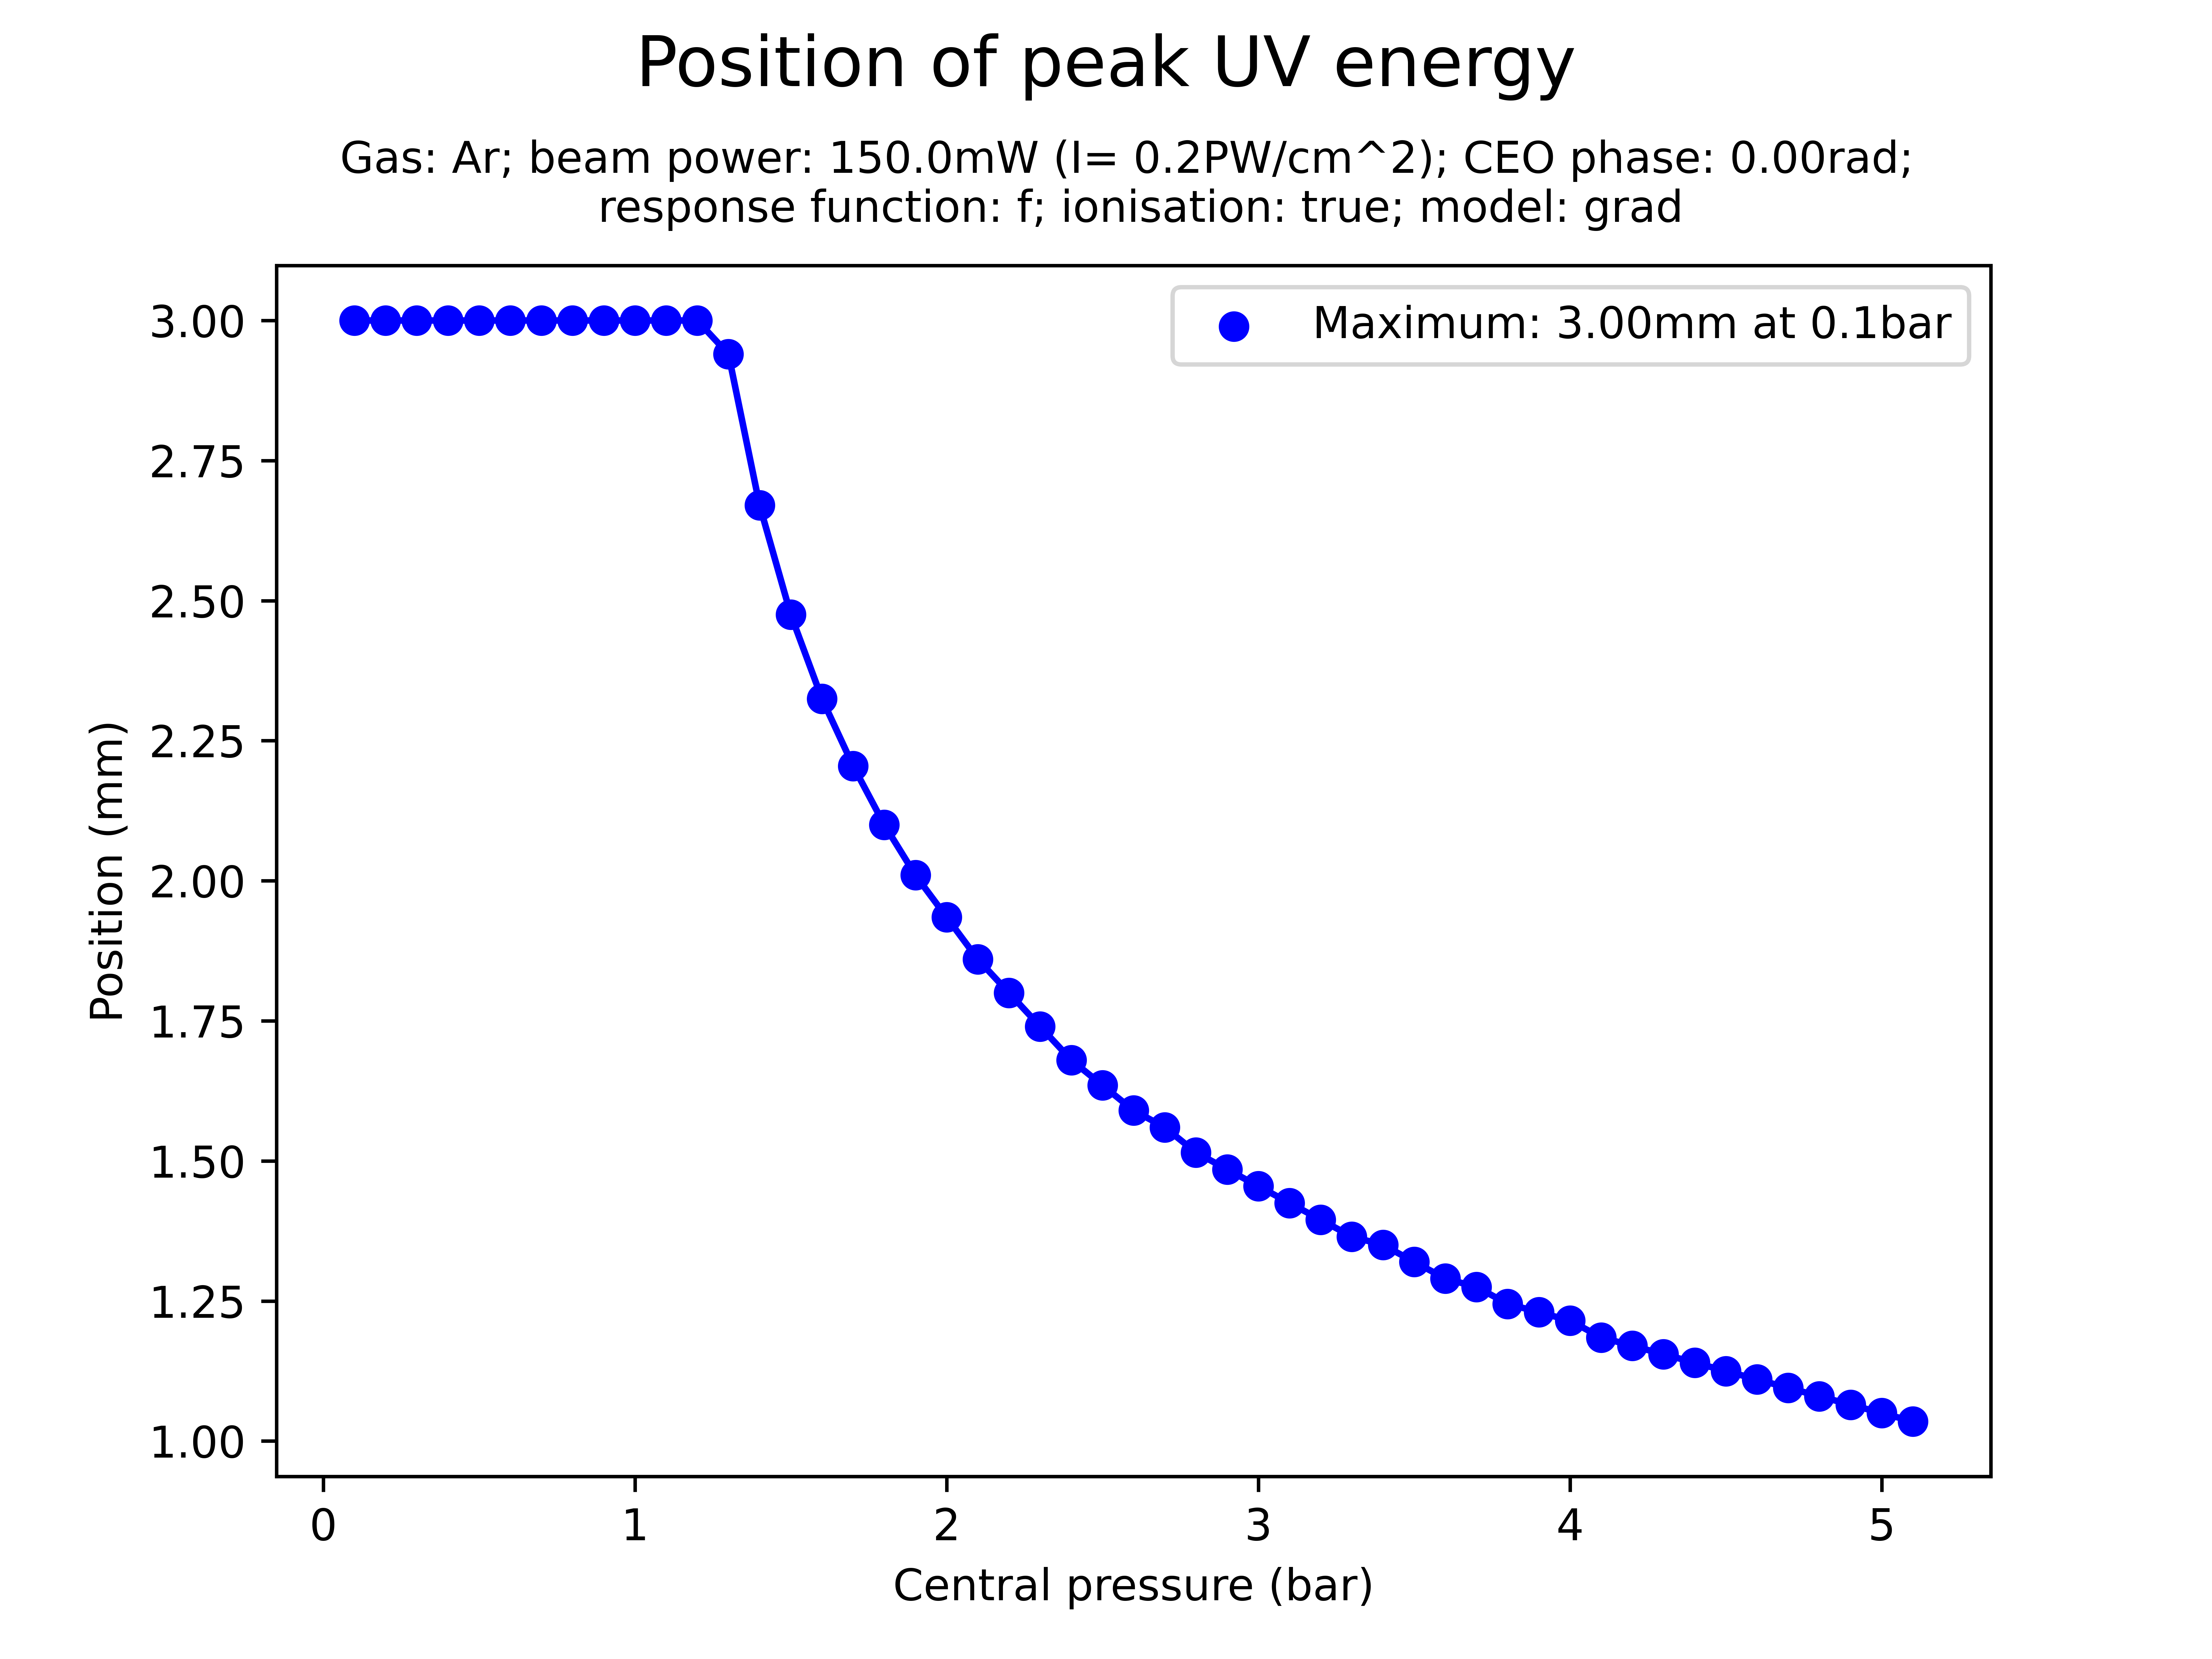 Position of peak UV energy
Gas: Ar; beam power: 150.0mW (I= 0.2PW/cm^2); CEO phase: 0.00rad;
response function: f; ionisation: true; model: grad
Maximum: 3.00mm at 0.1bar
3.00
2.75
2.50
2.25
2.00
1.75
1.50
1.25
1.00
Position (mm)
0 1 2 3 4 5
Central pressure (bar)